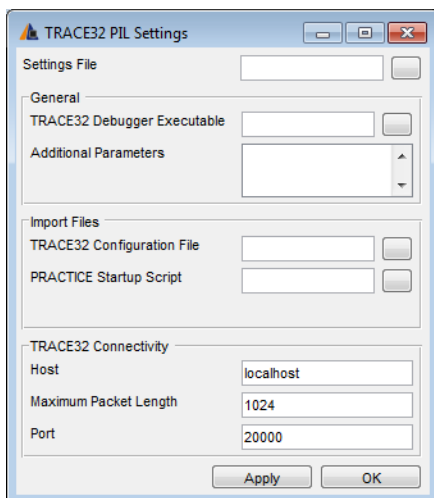 TRACE32 PIL Settings
Settings File
General
TRACE32 Debugger Executable
Additional Parameters
Import Files
TRACE32 Configuration File
PRACTICE Startup Script
TRACE32 Connectivity
Host localhost
Maximum Packet Length 1024
Port 20000
Apply OK